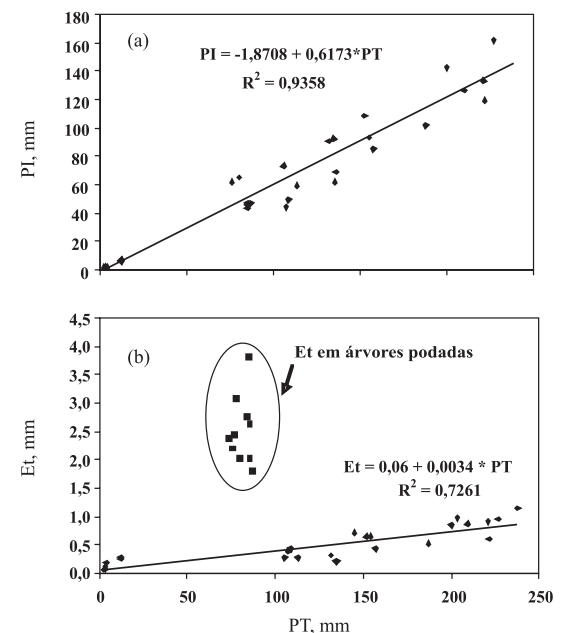 180
(a)
160
PI = -1,8708 + 0,6173*PT
140
R2 = 0,9358
120
100
80
60
40
20
0
PI, mm
4,5
(b)
4,0
Et em árvores podadas
3,5
3,0
2,5
2,0
Et = 0,06 + 0,0034 * PT
1,5
R2 = 0,7261
1,0
0,5
0,0
Et, mm
0 50 100 150 200 250
PT, mm